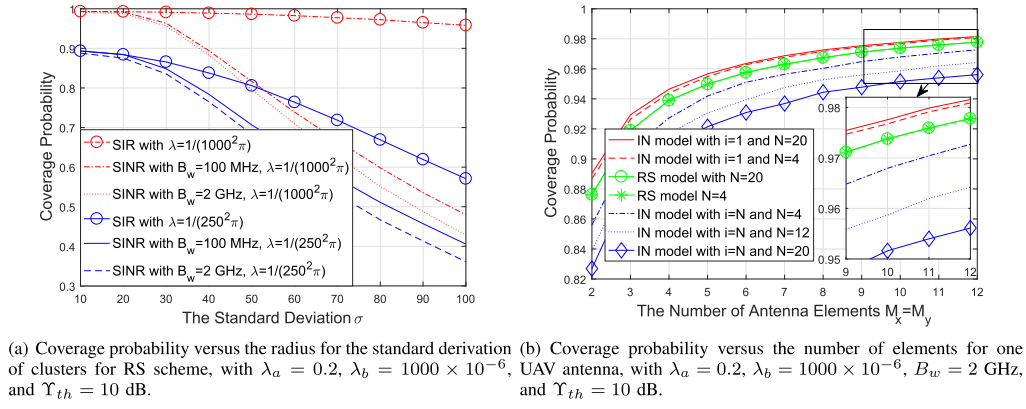 1
0.9
0.8
0.7
0.6
0.5
0.4
0.3
10 20 30 40 50 60 70 80 90 100
Coverage Probability
The Standard Deviation σ
SIR with λ=1/(1000²π)
SINR with B_w=100 MHz, λ=1/(1000²π)
SINR with B_w=2 GHz, λ=1/(1000²π)
SIR with λ=1/(250²π)
SINR with B_w=100 MHz, λ=1/(250²π)
SINR with B_w=2 GHz, λ=1/(250²π)
1
0.98
0.96
0.94
0.92
0.9
0.88
0.86
0.84
0.82
2 3 4 5 6 7 8 9 10 11 12
Coverage Probability
The Number of Antenna Elements M_x=M_y
IN model with i=1 and N=20
IN model with i=1 and N=4
RS model with N=20
RS model N=4
IN model with i=N and N=4
IN model with i=N and N=12
IN model with i=N and N=20
0.98
0.97
0.96
0.95
9 10 11 12
(a) Coverage probability versus the radius for the standard derivation
of clusters for RS scheme, with λ_a = 0.2, λ_b = 1000 × 10⁻⁶,
and ϒ_th = 10 dB.
(b) Coverage probability versus the number of elements for one
UAV antenna, with λ_a = 0.2, λ_b = 1000 × 10⁻⁶, B_w = 2 GHz,
and ϒ_th = 10 dB.